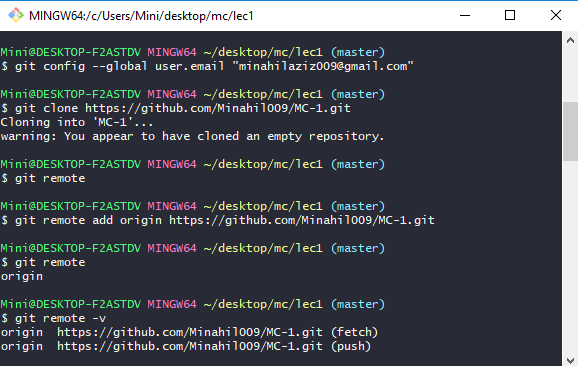 MINGW64:/c/Users/Mini/desktop/mc/lec1
Mini@DESKTOP-F2ASTDV MINGW64 ~/desktop/mc/lec1 (master)
$ git config --global user.email "minahilaziz009@gmail.com"
Mini@DESKTOP-F2ASTDV MINGW64 ~/desktop/mc/lec1 (master)
$ git clone https://github.com/Minahil009/MC-1.git
Cloning into 'MC-1'...
warning: You appear to have cloned an empty repository.
Mini@DESKTOP-F2ASTDV MINGW64 ~/desktop/mc/lec1 (master)
$ git remote
Mini@DESKTOP-F2ASTDV MINGW64 ~/desktop/mc/lec1 (master)
$ git remote add origin https://github.com/Minahil009/MC-1.git
Mini@DESKTOP-F2ASTDV MINGW64 ~/desktop/mc/lec1 (master)
$ git remote
origin
Mini@DESKTOP-F2ASTDV MINGW64 ~/desktop/mc/lec1 (master)
$ git remote -v
origin  https://github.com/Minahil009/MC-1.git (fetch)
origin  https://github.com/Minahil009/MC-1.git (push)